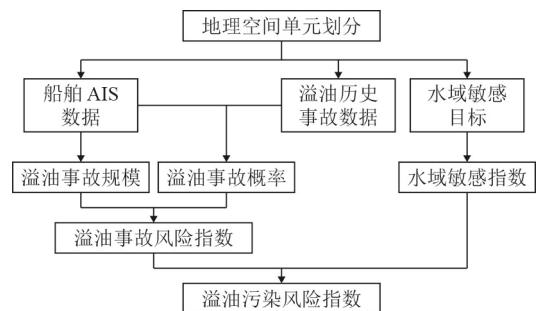 地理空间单元划分
船舶 AIS
数据
溢油历史
事故数据
水域敏感
目标
溢油事故规模
溢油事故概率
水域敏感指数
溢油事故风险指数
溢油污染风险指数